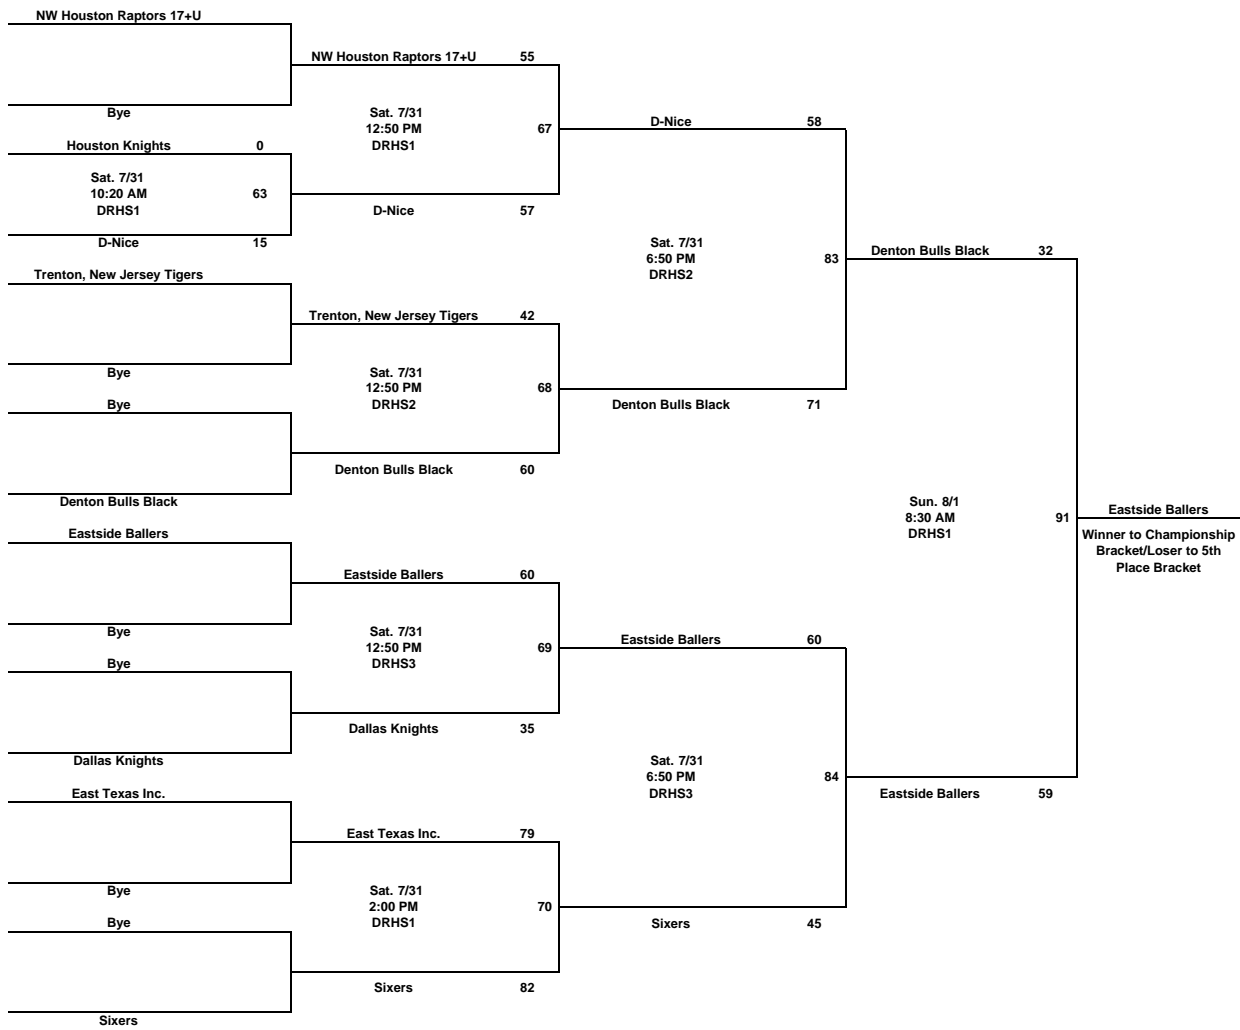 NW Houston Raptors 17+U
NW Houston Raptors 17+U 55
Bye
Sat. 7/31
12:50 PM
DRHS1
67
D-Nice 58
Houston Knights 0
Sat. 7/31
10:20 AM
DRHS1
63
D-Nice 57
D-Nice 15
Sat. 7/31
6:50 PM
DRHS2
83
Denton Bulls Black 32
Trenton, New Jersey Tigers
Trenton, New Jersey Tigers 42
Bye
Sat. 7/31
12:50 PM
DRHS2
68
Bye
Denton Bulls Black 71
Denton Bulls Black 60
Denton Bulls Black
Sun. 8/1
8:30 AM
DRHS1
91
Eastside Ballers
Winner to Championship
Bracket/Loser to 5th
Place Bracket
Eastside Ballers
Eastside Ballers 60
Bye
Sat. 7/31
12:50 PM
DRHS3
69
Eastside Ballers 60
Bye
Dallas Knights 35
Dallas Knights
Sat. 7/31
6:50 PM
DRHS3
84
Eastside Ballers 59
East Texas Inc.
East Texas Inc. 79
Bye
Sat. 7/31
2:00 PM
DRHS1
70
Bye
Sixers 45
Sixers 82
Sixers